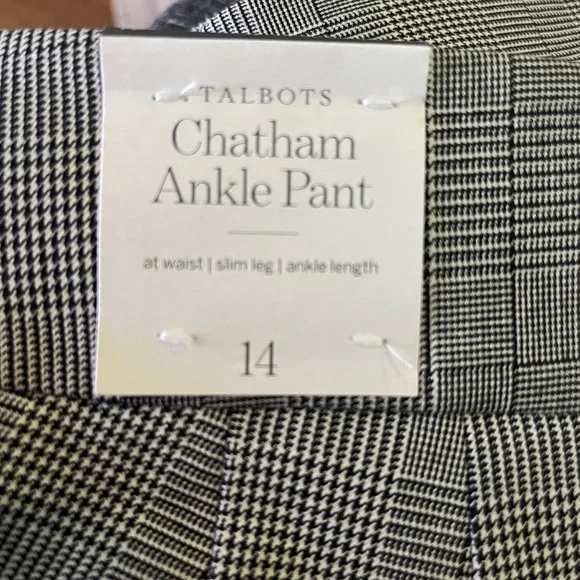 TALBOTS
Chatham
Ankle Pant
at waist | slim leg | ankle length
14